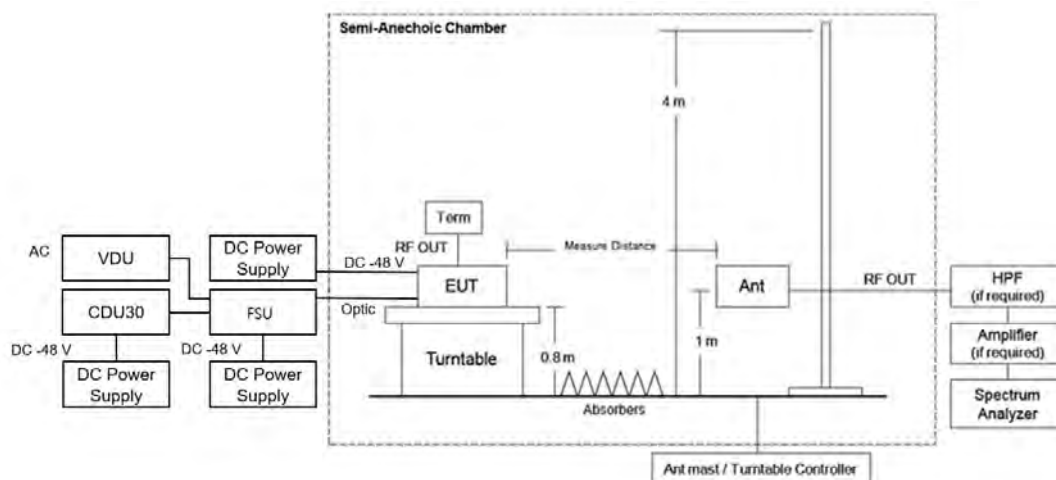 Semi-Anechoic Chamber
4 m
Term
AC
VDU
DC Power
Supply
RF OUT
DC -48 V
Measure Distance
EUT
Ant
RF OUT
HPF
(if required)
CDU30
FSU
Optic
Turntable
0.8 m
1 m
Amplifier
(if required)
DC -48 V
DC -48 V
DC Power
Supply
DC Power
Supply
Absorbers
Spectrum
Analyzer
Ant mast / Turntable Controller